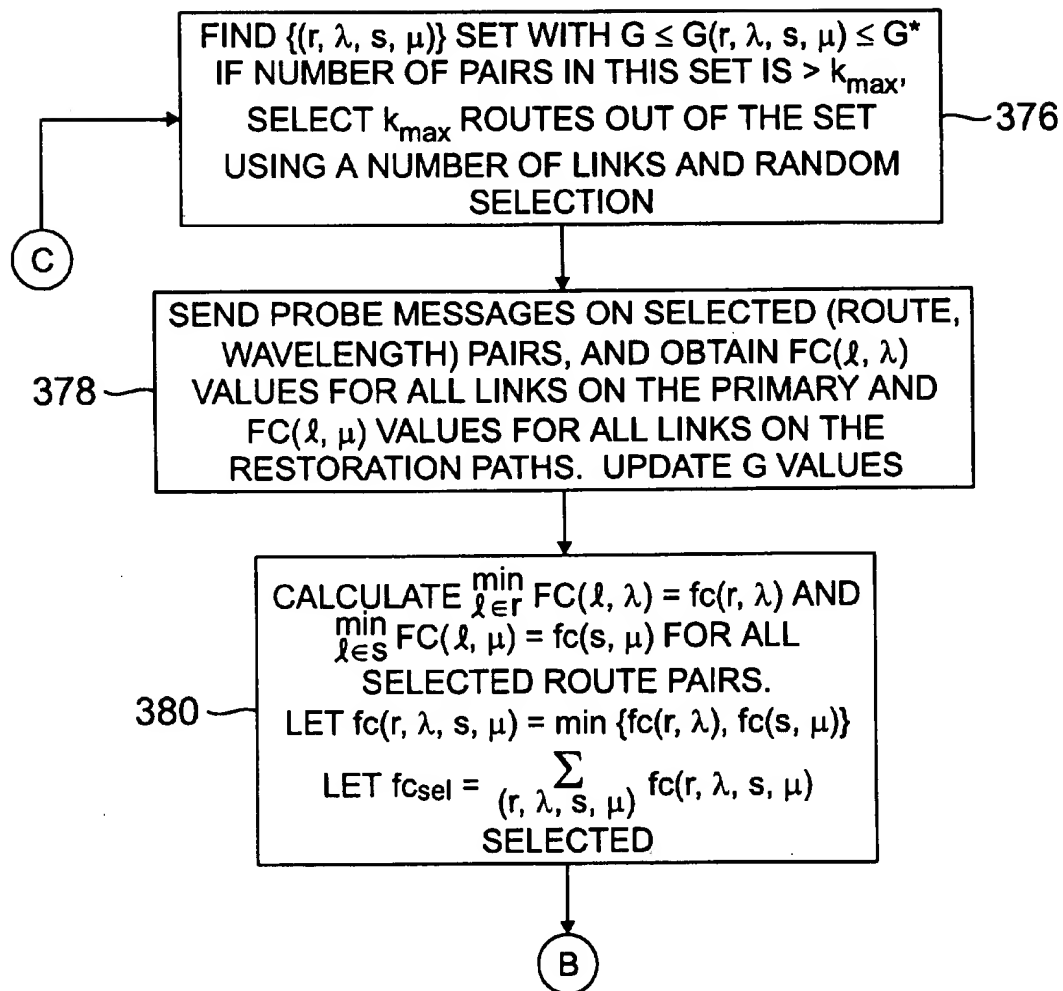 FIND {(r, λ, s, μ)} SET WITH G ≤ G(r, λ, s, μ) ≤ G*
IF NUMBER OF PAIRS IN THIS SET IS > kmax,
SELECT kmax ROUTES OUT OF THE SET
USING A NUMBER OF LINKS AND RANDOM
SELECTION
376
C
SEND PROBE MESSAGES ON SELECTED (ROUTE,
WAVELENGTH) PAIRS, AND OBTAIN FC(ℓ, λ)
VALUES FOR ALL LINKS ON THE PRIMARY AND
FC(ℓ, μ) VALUES FOR ALL LINKS ON THE
RESTORATION PATHS. UPDATE G VALUES
378
CALCULATE min ℓ∈r FC(ℓ, λ) = fc(r, λ) AND
min ℓ∈s FC(ℓ, μ) = fc(s, μ) FOR ALL
SELECTED ROUTE PAIRS.
LET fc(r, λ, s, μ) = min {fc(r, λ), fc(s, μ)}
LET fcsel = Σ (r, λ, s, μ) fc(r, λ, s, μ)
SELECTED
380
B